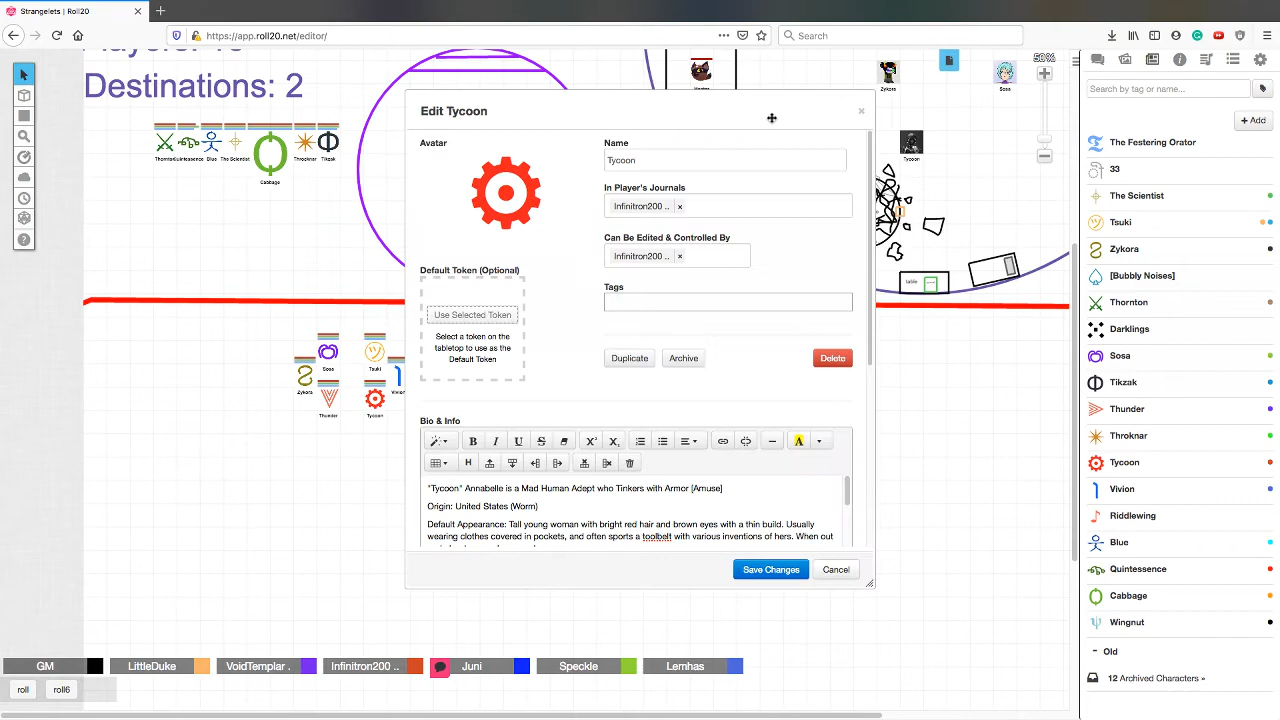 Strangelets | Roll20
https://app.roll20.net/editor/
Search
Destinations: 2
Thornton
Quintessence
Blue
The Scientist
Throknar
Tikzak
Cabbage
Zykora
Sosa
Tycoon
table
50%
Sosa
Tsuki
Zykora
Vivion
Thunder
Tycoon
Edit Tycoon
×
Avatar
Name
Tycoon
In Player's Journals
Infinitron200 .. ×
Can Be Edited & Controlled By
Infinitron200 .. ×
Default Token (Optional)
Use Selected Token
Select a token on the
tabletop to use as the
Default Token
Tags
Duplicate
Archive
Delete
Bio & Info
"Tycoon" Annabelle is a Mad Human Adept who Tinkers with Armor [Amuse]
Origin: United States (Worm)
Default Appearance: Tall young woman with bright red hair and brown eyes with a thin build. Usually
wearing clothes covered in pockets, and often sports a toolbelt with various inventions of hers. When out
Save Changes
Cancel
Search by tag or name...
+ Add
The Festering Orator
33
The Scientist
Tsuki
Zykora
[Bubbly Noises]
Thornton
Darklings
Sosa
Tikzak
Thunder
Throknar
Tycoon
Vivion
Riddlewing
Blue
Quintessence
Cabbage
Wingnut
Old
12 Archived Characters »
GM
LittleDuke
VoidTemplar .
Infinitron200 ..
Juni
Speckle
Lemhas
roll
roll6